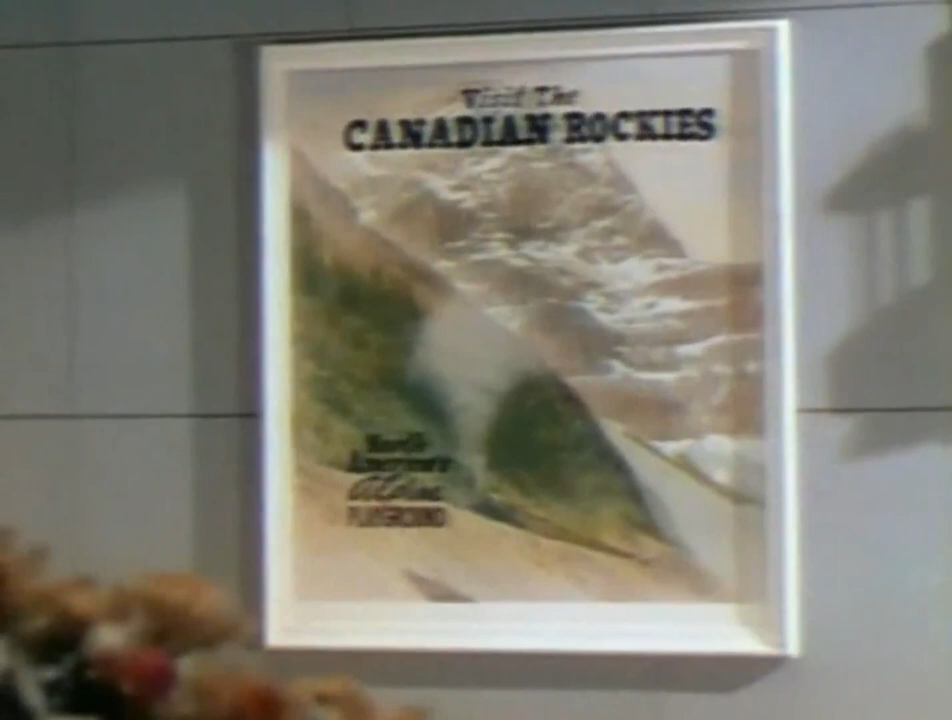 Visit The
CANADIAN ROCKIES
North
America's
Alpine
PLAYGROUND